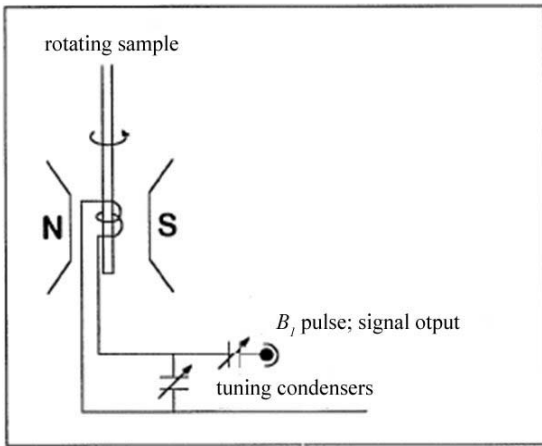 rotating sample
N S
B1 pulse; signal otput
tuning condensers